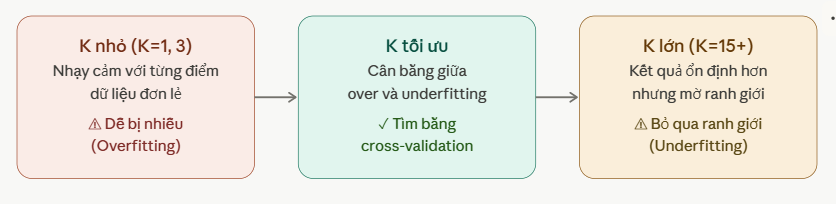 K nhỏ (K=1, 3)
Nhạy cảm với từng điểm
dữ liệu đơn lẻ
⚠ Dễ bị nhiễu
(Overfitting)
K tối ưu
Cân bằng giữa
over và underfitting
✓ Tìm bằng
cross-validation
K lớn (K=15+)
Kết quả ổn định hơn
nhưng mờ ranh giới
⚠ Bỏ qua ranh giới
(Underfitting)